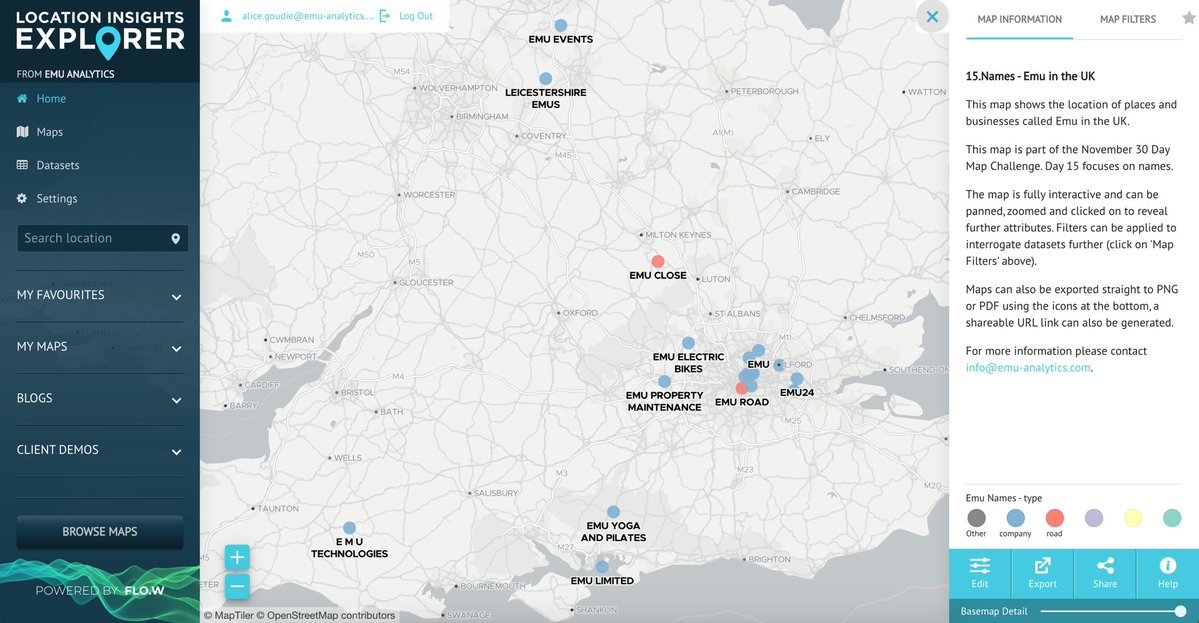 LOCATION INSIGHTS
EXPLORER
FROM EMU ANALYTICS
Home
Maps
Datasets
Settings
Search location
MY FAVOURITES
MY MAPS
BLOGS
CLIENT DEMOS
BROWSE MAPS
POWERED BY FLO.W
alice.goudie@emu-analytics....
Log Out
EMU EVENTS
M54
WOLVERHAMPTON
LEICESTERSHIRE
EMUS
PETERBOROUGH
WATTON
BIRMINGHAM
COVENTRY
A1(M)
ELY
M45
WORCESTER
CAMBRIDGE
MILTON KEYNES
M50
M5
EMU CLOSE
LUTON
GLOUCESTER
CARMARTHEN
OXFORD
ST ALBANS
CHELMSFORD
LLANELLI
SWANSEA
CWMBRAN
NEWPORT
M11
EMU ELECTRIC
BIKES
EMU
ILFORD
SOUTHEND-ON
M4
CARDIFF
BRISTOL
EMU PROPERTY
MAINTENANCE
EMU24
EMU ROAD
BARRY
BATH
M25
WELLS
M23
M3
M20
SALISBURY
TAUNTON
E M U
TECHNOLOGIES
EMU YOGA
AND PILATES
M27
M5
BRIGHTON
EMU LIMITED
BOURNEMOUTH
ETER
SHANKLIN
SWANAGE
+
−
© MapTiler © OpenStreetMap contributors
MAP INFORMATION
MAP FILTERS
15.Names - Emu in the UK
This map shows the location of places and
businesses called Emu in the UK.
This map is part of the November 30 Day
Map Challenge. Day 15 focuses on names.
The map is fully interactive and can be
panned, zoomed and clicked on to reveal
further attributes. Filters can be applied to
interrogate datasets further (click on 'Map
Filters' above).
Maps can also be exported straight to PNG
or PDF using the icons at the bottom, a
shareable URL link can also be generated.
For more information please contact
info@emu-analytics.com.
Emu Names - type
Other
company
road
Edit
Export
Share
Help
Basemap Detail